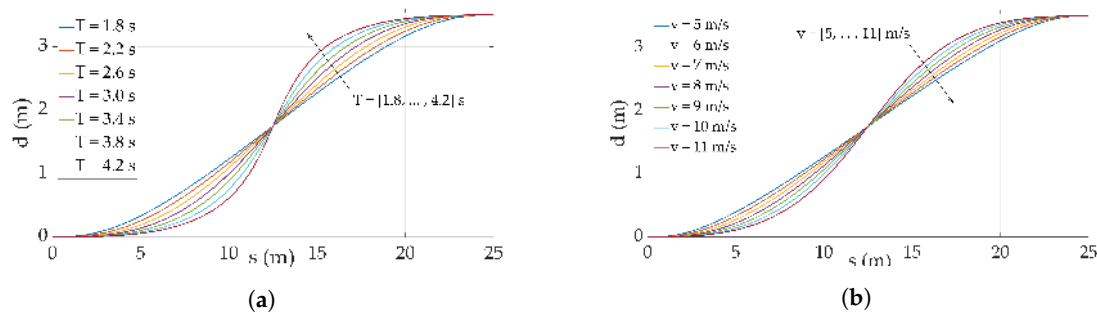 T = 1.8 s
T = 2.2 s
T = 2.6 s
T = 3.0 s
T = 3.4 s
T = 3.8 s
T = 4.2 s
T = [1.8, ... , 4.2] s
d (m)
3
2
1
0
0 5 10 15 20 25
s (m)
(a)
v = 5 m/s
v = 6 m/s
v = 7 m/s
v = 8 m/s
v = 9 m/s
v = 10 m/s
v = 11 m/s
v = [5, . . . 11] m/s
d (m)
3
2
1
0
0 5 10 15 20 25
s (m)
(b)